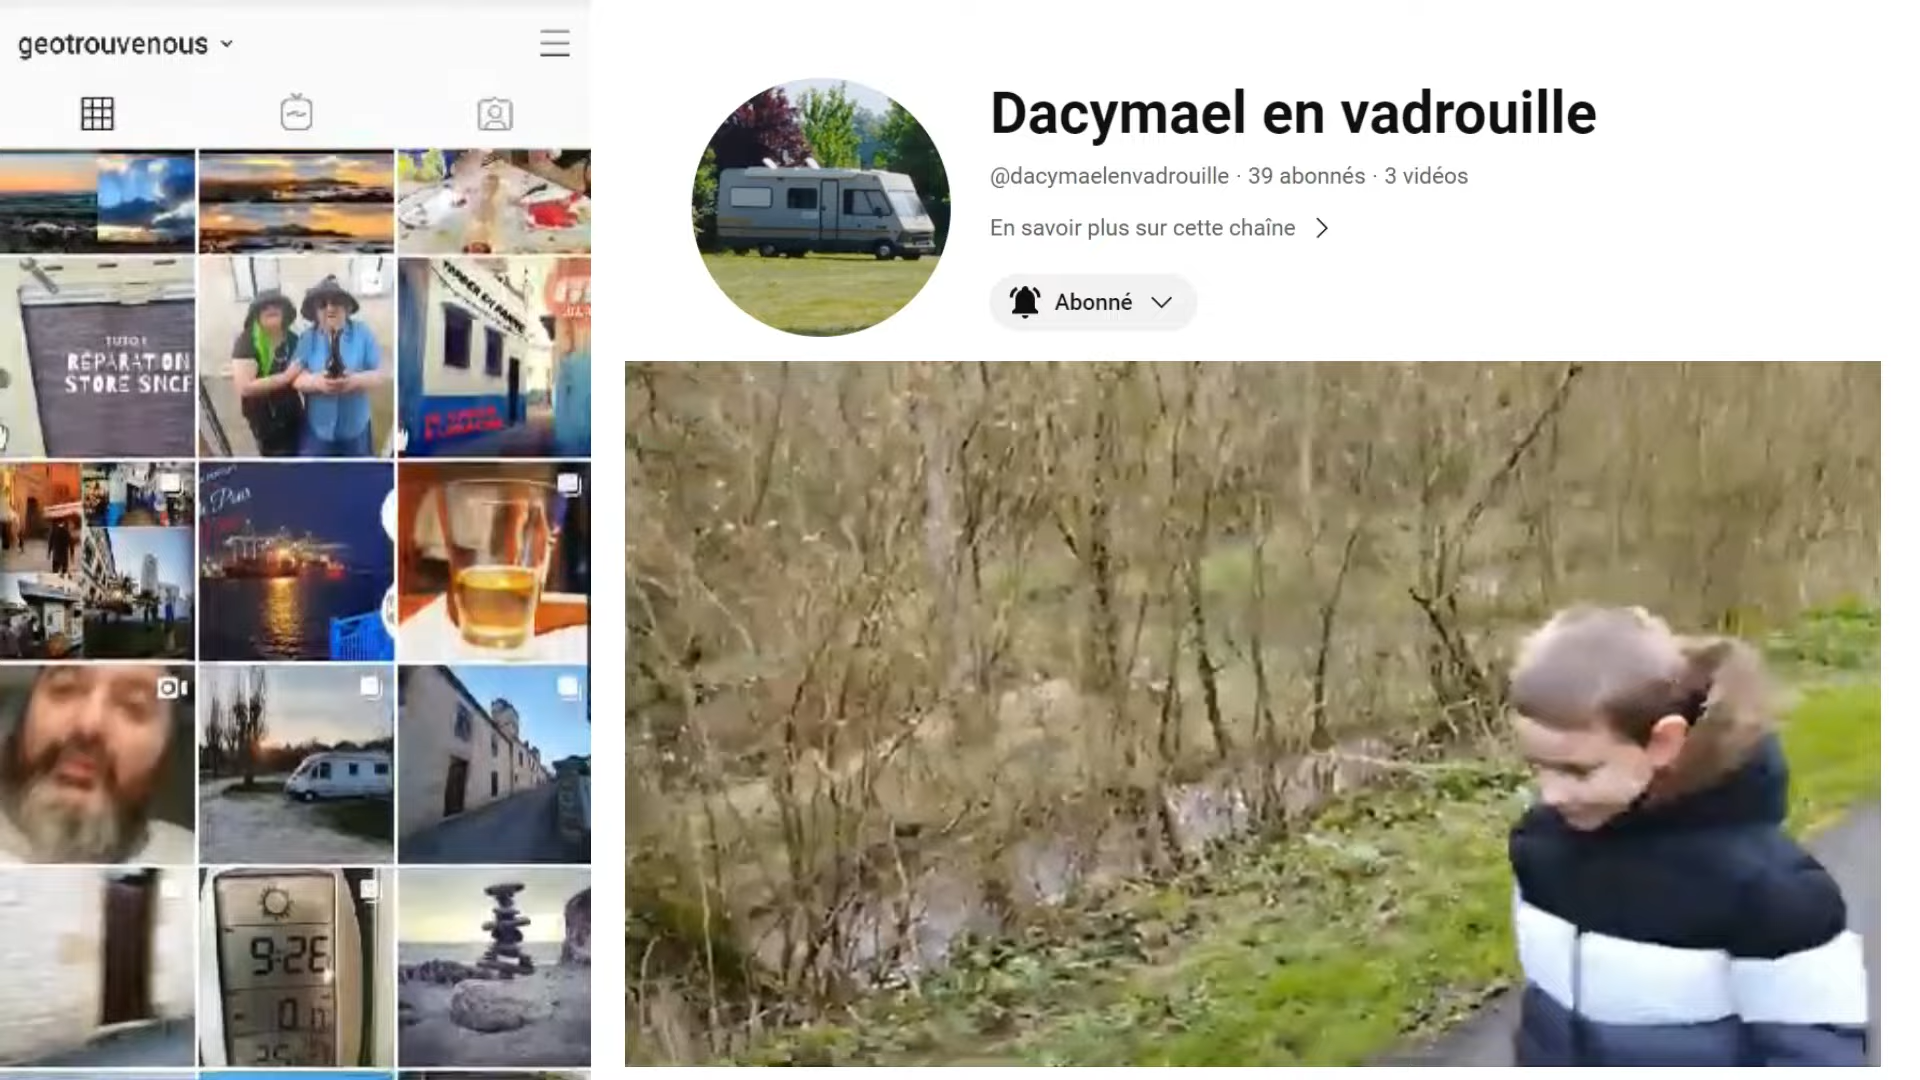 geotrouvenous
TUTO!
RÉPARATION
STORE SNCF
9:26
Dacymael en vadrouille
@dacymaelenvadrouille · 39 abonnés · 3 vidéos
En savoir plus sur cette chaîne
Abonné